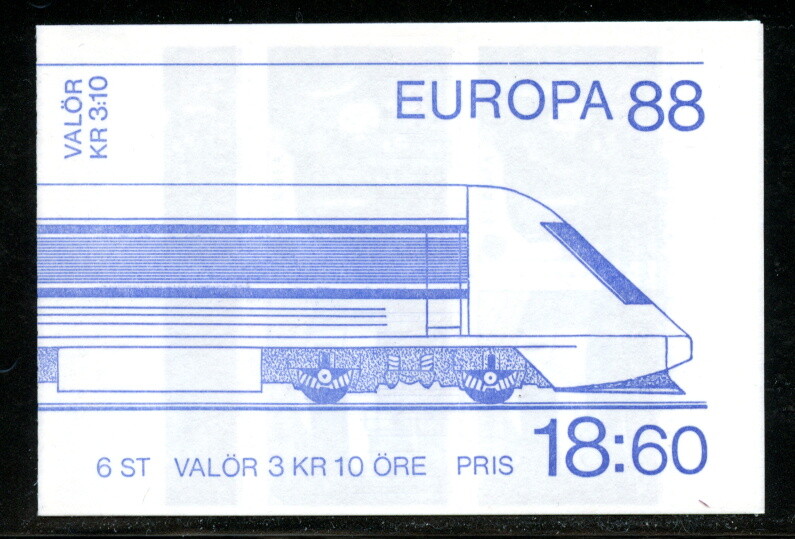 VALÖR
KR 3:10
EUROPA 88
6 ST VALÖR 3 KR 10 ÖRE PRIS 18:60